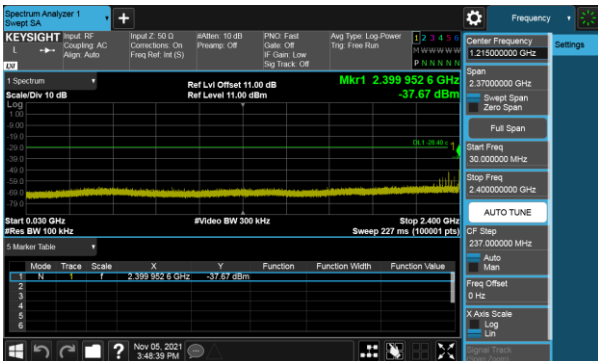 Spectrum Analyzer 1
Swept SA
+
Frequency
KEYSIGHT
L
Input: RF
Coupling: AC
Align: Auto
Input Z: 50 Ω
Corrections: On
Freq Ref: Int (S)
#Atten: 10 dB
Preamp: Off
PNO: Fast
Gate: Off
IF Gain: Low
Sig Track: Off
Avg Type: Log-Power
Trig: Free Run
1 2 3 4 5 6
M W W W W W
P N N N N N
1 Spectrum
Scale/Div 10 dB
Ref Lvl Offset 11.00 dB
Ref Level 11.00 dBm
Mkr1 2.399 952 6 GHz
-37.67 dBm
Log
1.00
-9.00
-19.0
-29.0
-39.0
-49.0
-59.0
-69.0
-79.0
DL1 -28.40
1
Start 0.030 GHz
#Res BW 100 kHz
#Video BW 300 kHz
Stop 2.400 GHz
Sweep 227 ms (100001 pts)
5 Marker Table
Mode Trace Scale X Y Function Function Width Function Value
1 N 1 f 2.399 952 6 GHz -37.67 dBm
2
3
4
5
6
Nov 05, 2021
3:48:39 PM
?
Settings
Center Frequency
1.215000000 GHz
Span
2.37000000 GHz
Swept Span
Zero Span
Full Span
Start Freq
30.000000 MHz
Stop Freq
2.400000000 GHz
AUTO TUNE
CF Step
237.000000 MHz
Auto
Man
Freq Offset
0 Hz
X Axis Scale
Log
Lin
Signal Track